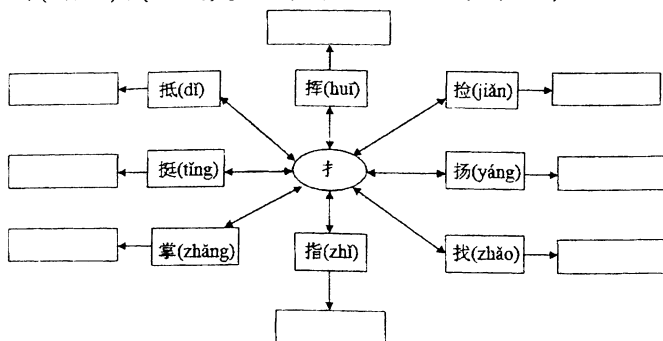 抵(dǐ)
挥(huī)
捡(jiǎn)
挺(tǐng)
扌
扬(yáng)
掌(zhǎng)
指(zhǐ)
找(zhǎo)